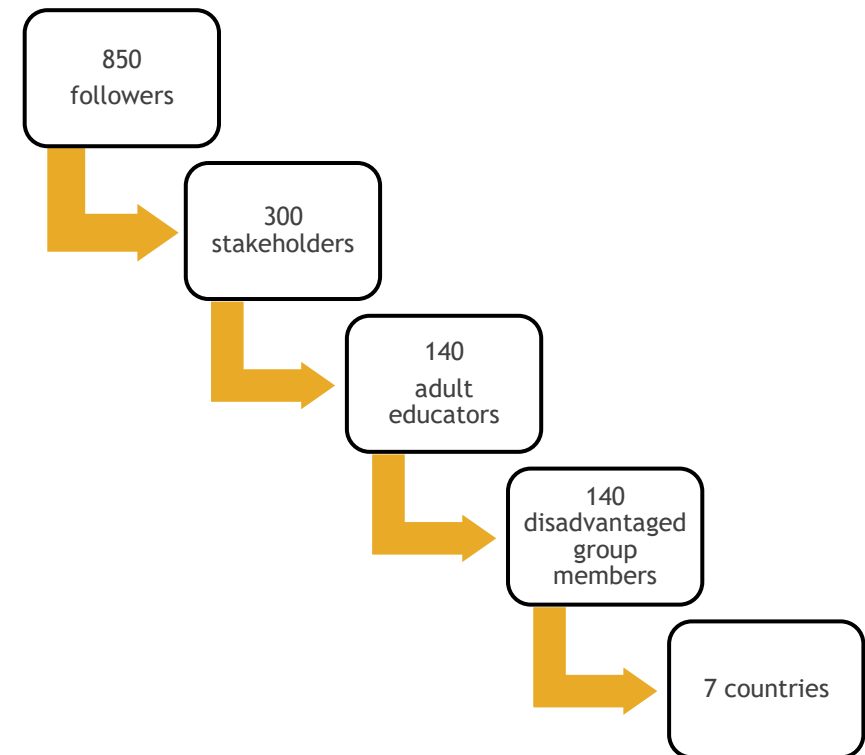 850
followers
300
stakeholders
140
adult
educators
140
disadvantaged
group
members
7 countries